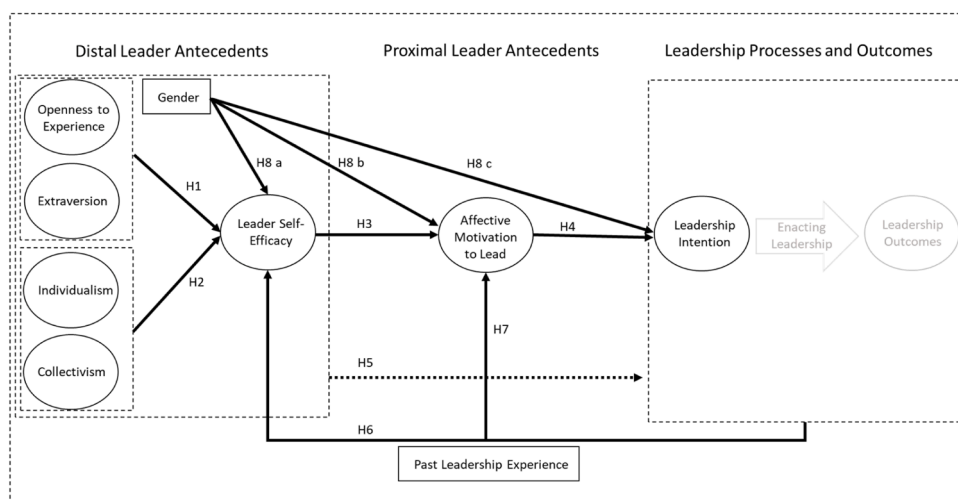 Distal Leader Antecedents
Proximal Leader Antecedents
Leadership Processes and Outcomes
Gender
Openness to
Experience
H8 a
H8 b
H8 c
H1
Extraversion
Leader Self-
Efficacy
H3
Affective
Motivation
to Lead
H4
Leadership
Intention
Enacting
Leadership
Leadership
Outcomes
Individualism
H2
H7
Collectivism
H5
H6
Past Leadership Experience